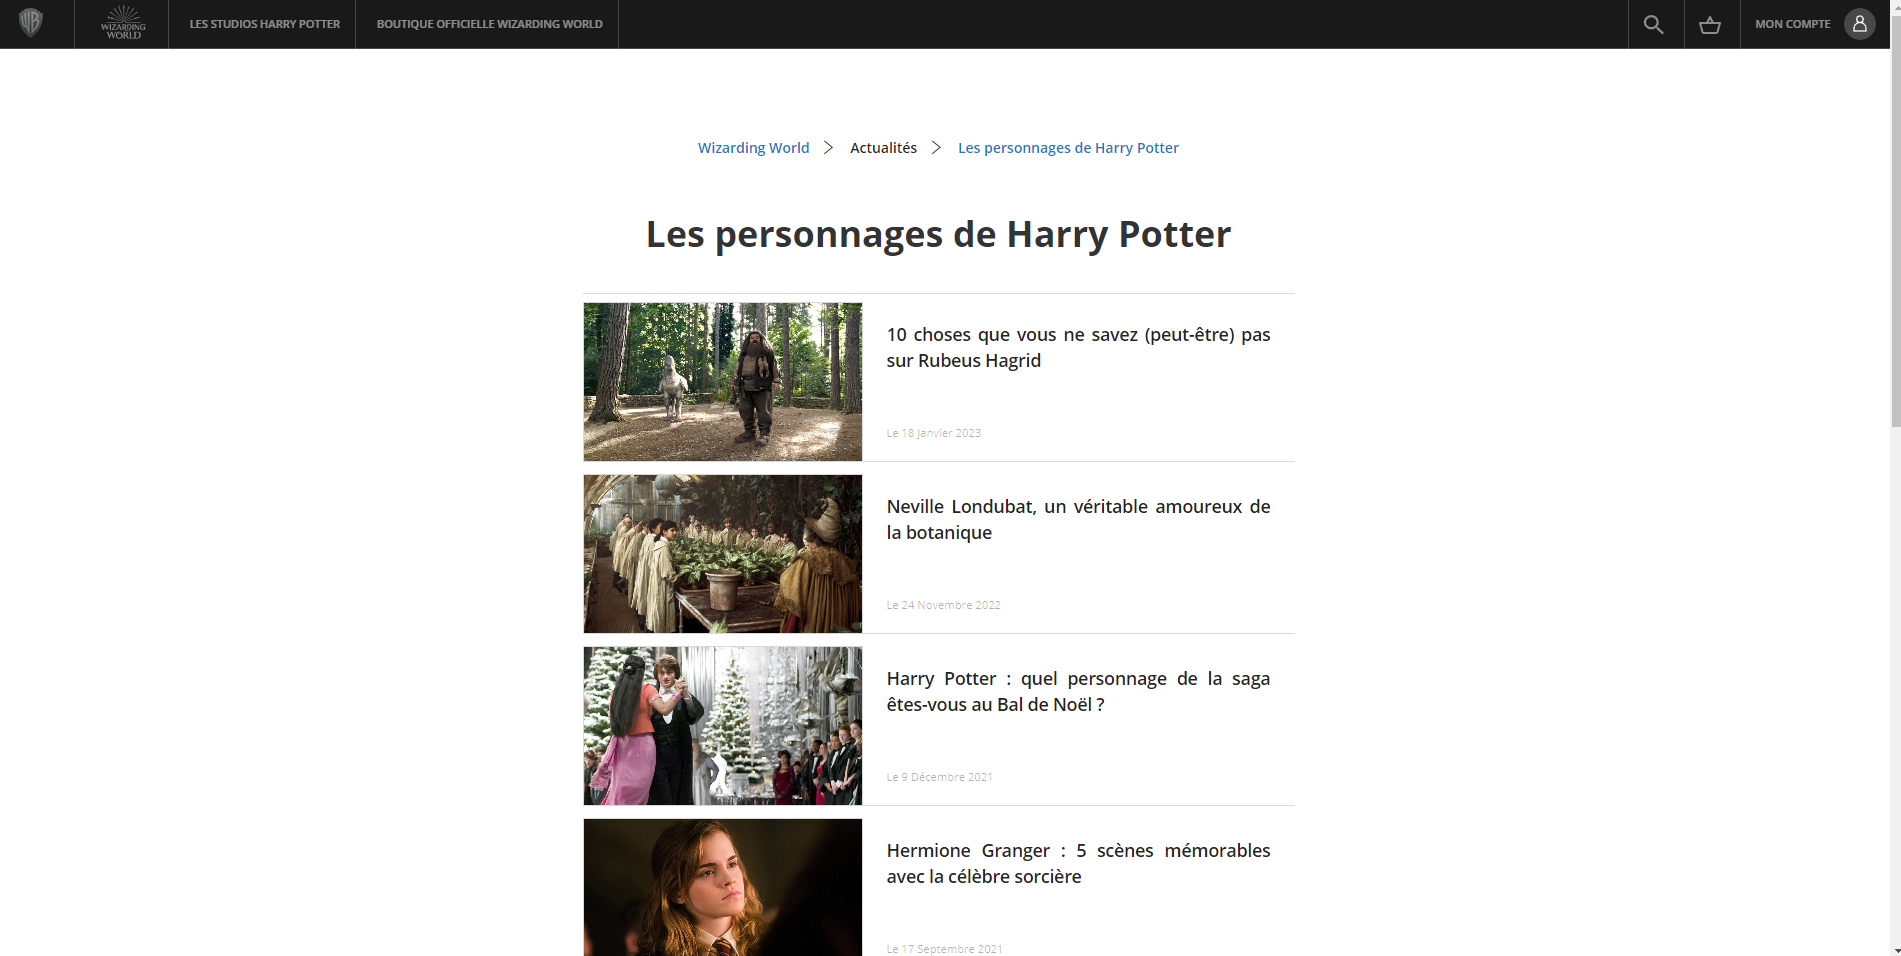 WB
WIZARDING
WORLD
LES STUDIOS HARRY POTTER
BOUTIQUE OFFICIELLE WIZARDING WORLD
MON COMPTE
Wizarding World > Actualités > Les personnages de Harry Potter
Les personnages de Harry Potter
10 choses que vous ne savez (peut-être) pas
sur Rubeus Hagrid
Le 18 Janvier 2023
Neville Londubat, un véritable amoureux de
la botanique
Le 24 Novembre 2022
Harry Potter : quel personnage de la saga
êtes-vous au Bal de Noël ?
Le 9 Décembre 2021
Hermione Granger : 5 scènes mémorables
avec la célèbre sorcière
Le 17 Septembre 2021